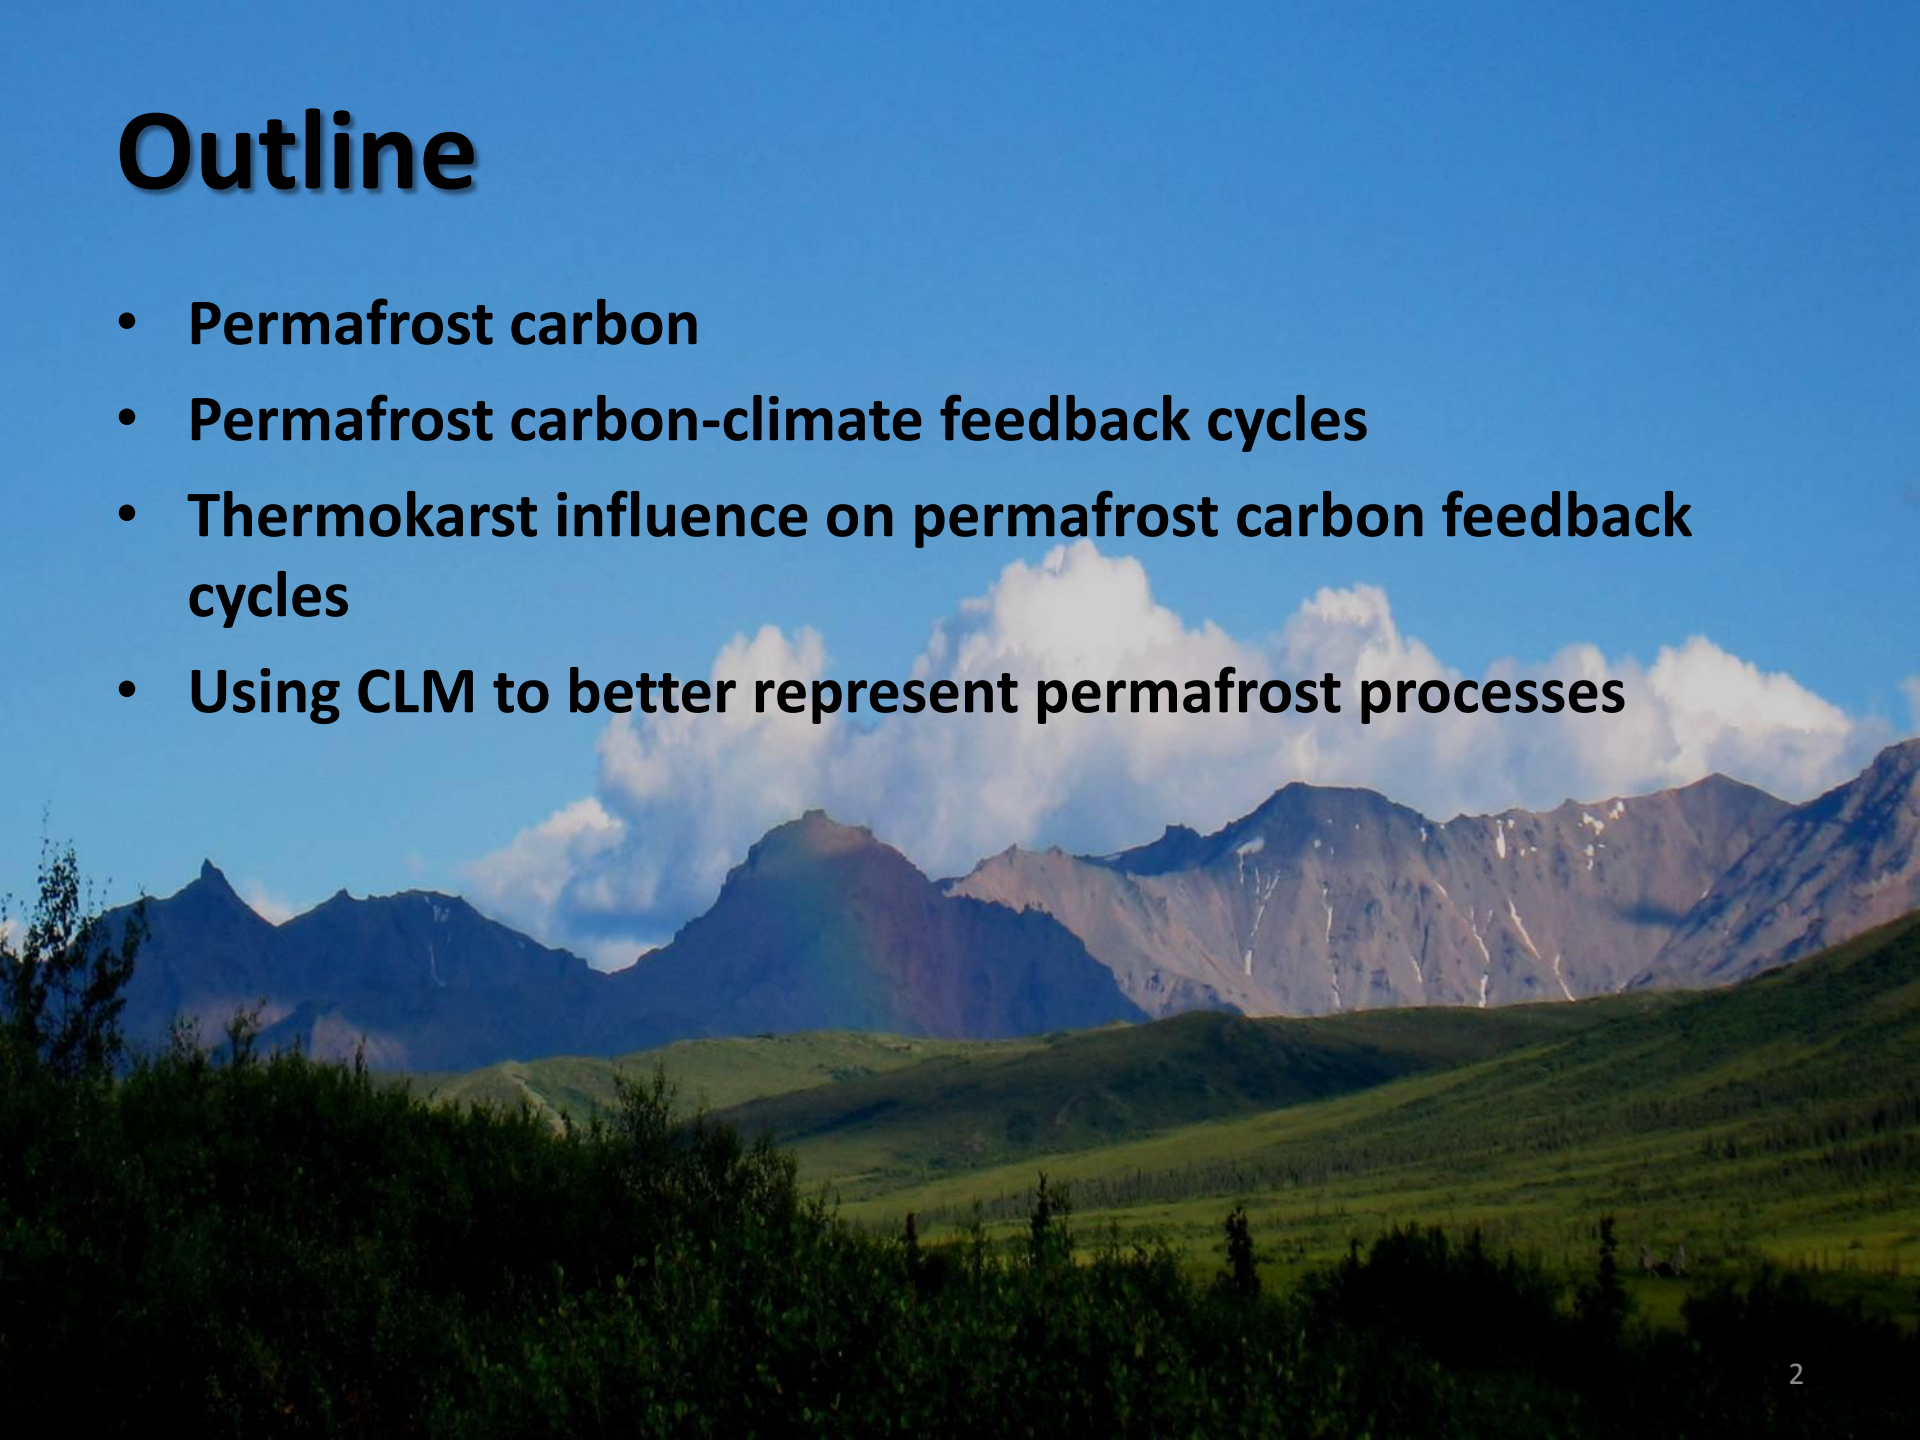 Outline
• Permafrost carbon
• Permafrost carbon-climate feedback cycles
• Thermokarst influence on permafrost carbon feedback
cycles
• Using CLM to better represent permafrost processes
2